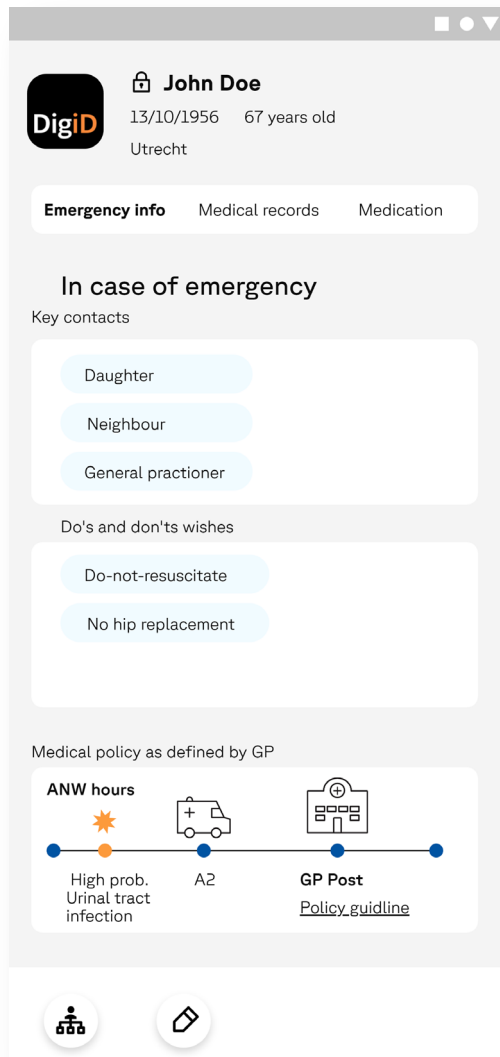 DigiD
John Doe
13/10/1956 67 years old
Utrecht
Emergency info Medical records Medication
In case of emergency
Key contacts
Daughter
Neighbour
General practioner
Do's and don'ts wishes
Do-not-resuscitate
No hip replacement
Medical policy as defined by GP
ANW hours
High prob. A2 GP Post
Urinal tract Policy guidline
infection